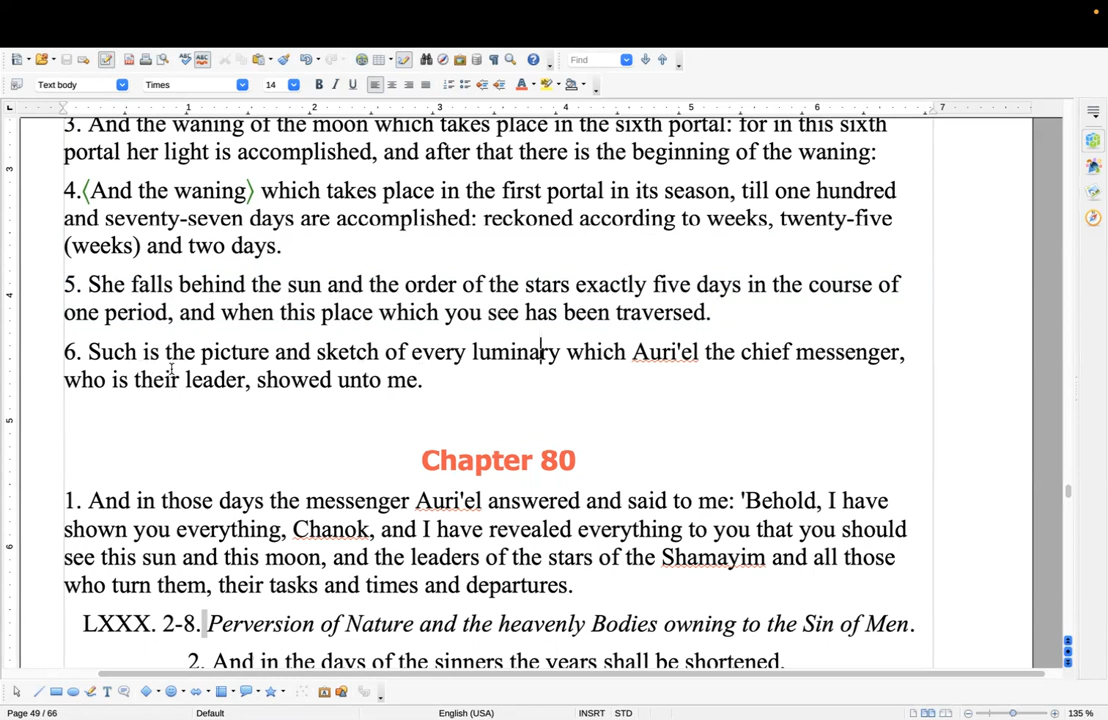 Find
Text body
Times
14
1 2 3 4 5 6 7
3. And the waning of the moon which takes place in the sixth portal: for in this sixth
portal her light is accomplished, and after that there is the beginning of the waning:
4.⟨And the waning⟩ which takes place in the first portal in its season, till one hundred
and seventy-seven days are accomplished: reckoned according to weeks, twenty-five
(weeks) and two days.
5. She falls behind the sun and the order of the stars exactly five days in the course of
one period, and when this place which you see has been traversed.
6. Such is the picture and sketch of every luminary which Auri'el the chief messenger,
who is their leader, showed unto me.
Chapter 80
1. And in those days the messenger Auri'el answered and said to me: 'Behold, I have
shown you everything, Chanok, and I have revealed everything to you that you should
see this sun and this moon, and the leaders of the stars of the Shamayim and all those
who turn them, their tasks and times and departures.
LXXX. 2-8. Perversion of Nature and the heavenly Bodies owning to the Sin of Men.
2. And in the days of the sinners the years shall be shortened,
Page 49 / 66
Default
English (USA)
INSRT
STD
135 %